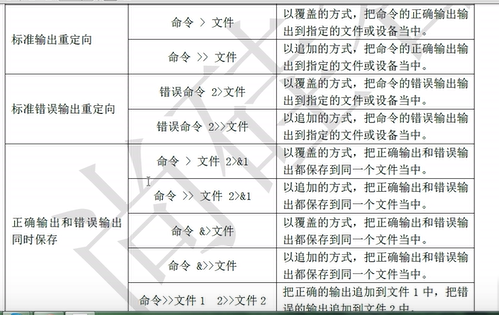 标准输出重定向
命令 > 文件
以覆盖的方式，把命令的正确输出输
出到指定的文件或设备当中。
命令 >> 文件
以追加的方式，把命令的正确输出输
出到指定的文件或设备当中。
标准错误输出重定向
错误命令 2>文件
以覆盖的方式，把命令的错误输出输
出到指定的文件或设备当中。
错误命令 2>>文件
以追加的方式，把命令的错误输出输
出到指定的文件或设备当中。
正确输出和错误输出
同时保存
命令 > 文件 2>&1
以覆盖的方式，把正确输出和错误输
出都保存到同一个文件当中。
命令 >> 文件 2>&1
以追加的方式，把正确输出和错误输
出都保存到同一个文件当中。
命令 &>文件
以覆盖的方式，把正确输出和错误输
出都保存到同一个文件当中。
命令 &>>文件
以追加的方式，把正确输出和错误输
出都保存到同一个文件当中。
命令>>文件1 2>>文件2
把正确的输出追加到文件 1 中，把错
误的输出追加到文件 2 中。
尚硅